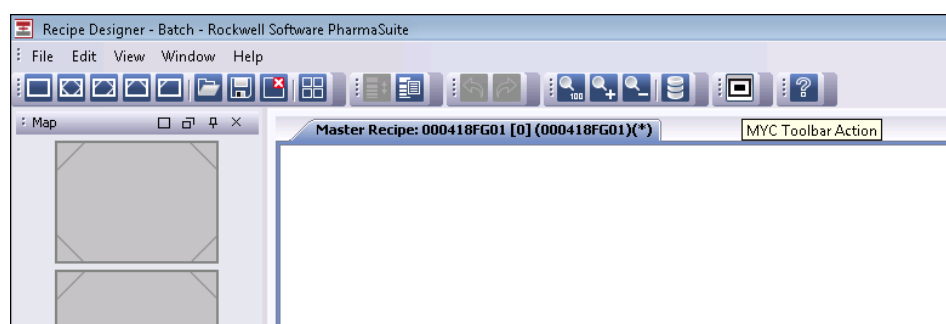 Recipe Designer - Batch - Rockwell Software PharmaSuite
File Edit View Window Help
100
?
Map
Master Recipe: 000418FG01 [0] (000418FG01)(*)
MYC Toolbar Action